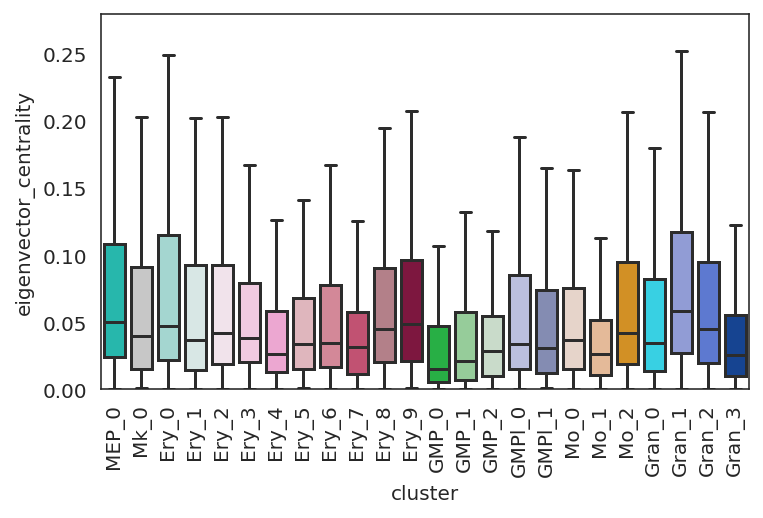 eigenvector_centrality
0.25
0.20
0.15
0.10
0.05
0.00
MEP_0
Mk_0
Ery_0
Ery_1
Ery_2
Ery_3
Ery_4
Ery_5
Ery_6
Ery_7
Ery_8
Ery_9
GMP_0
GMP_1
GMP_2
GMPl_0
GMPl_1
Mo_0
Mo_1
Mo_2
Gran_0
Gran_1
Gran_2
Gran_3
cluster